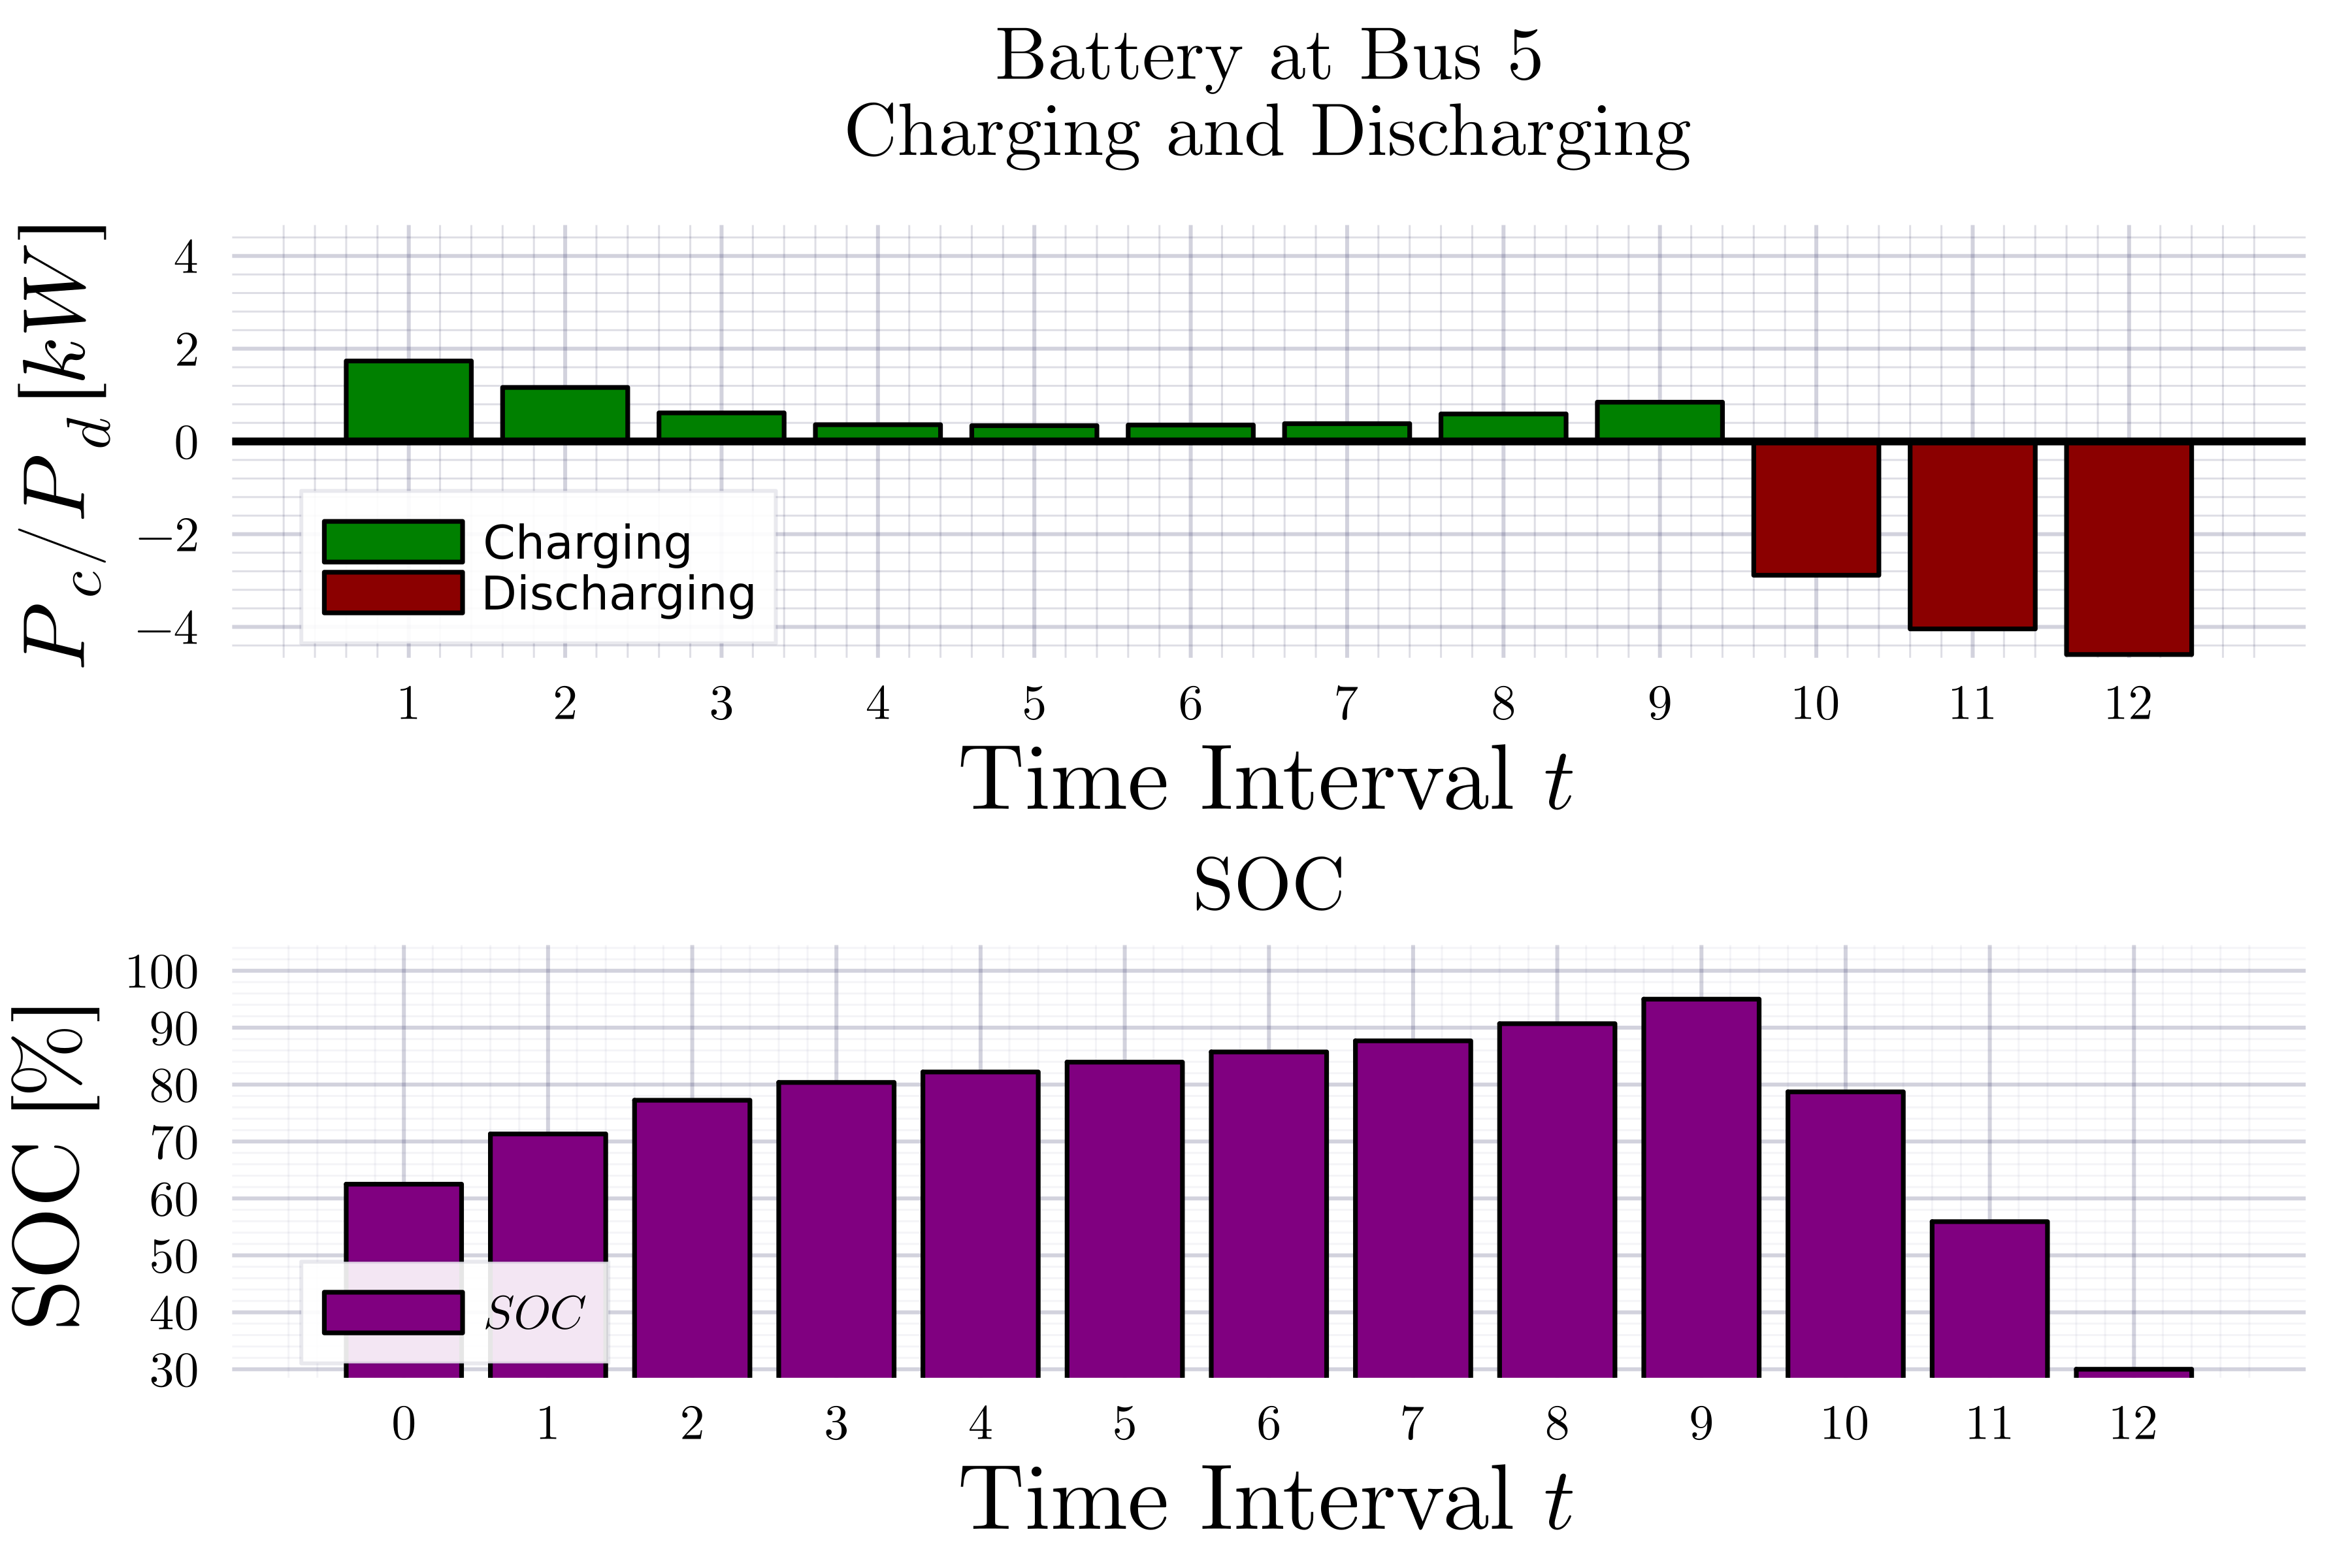 Battery at Bus 5
Charging and Discharging
P_c/P_d [kW]
4
2
0
−2
−4
Charging
Discharging
1 2 3 4 5 6 7 8 9 10 11 12
Time Interval t
SOC
SOC [%]
100
90
80
70
60
50
40
30
SOC
0 1 2 3 4 5 6 7 8 9 10 11 12
Time Interval t